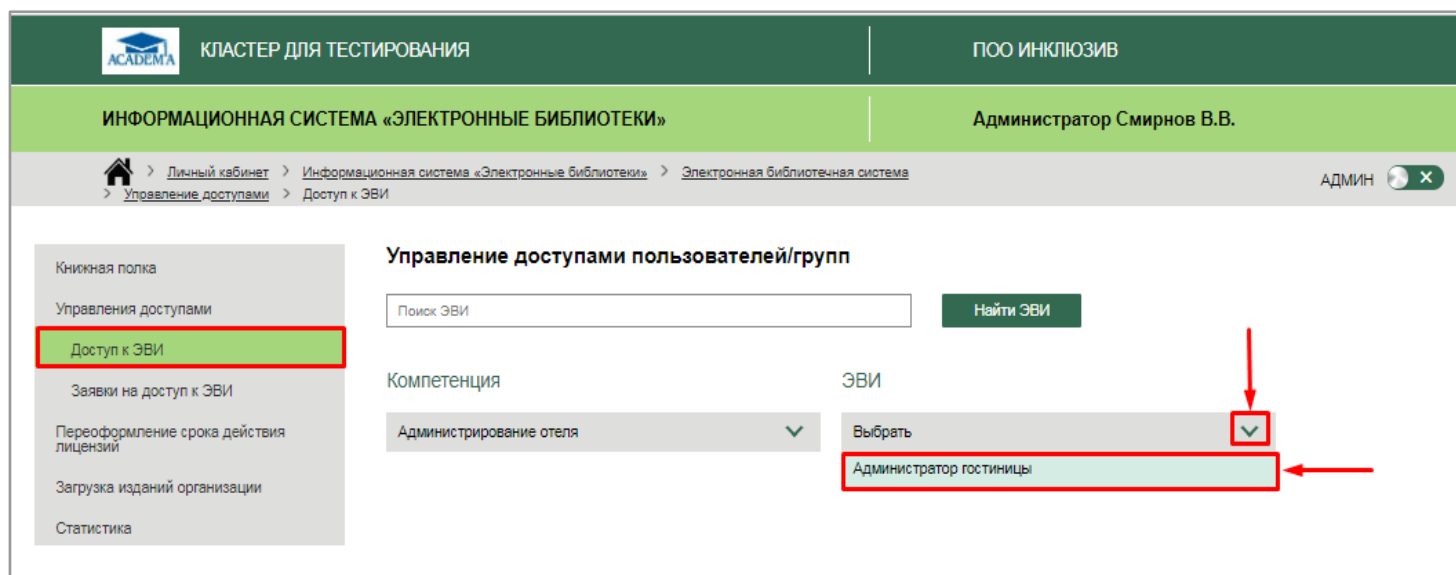 ACADEM'A
КЛАСТЕР ДЛЯ ТЕСТИРОВАНИЯ
ПОО ИНКЛЮЗИВ
ИНФОРМАЦИОННАЯ СИСТЕМА «ЭЛЕКТРОННЫЕ БИБЛИОТЕКИ»
Администратор Смирнов В.В.
> Личный кабинет > Информационная система «Электронные библиотеки» > Электронная библиотечная система
> Управление доступами > Доступ к ЭВИ
АДМИН
Книжная полка
Управления доступами
Доступ к ЭВИ
Заявки на доступ к ЭВИ
Переоформление срока действия
лицензий
Загрузка изданий организации
Статистика
Управление доступами пользователей/групп
Поиск ЭВИ
Найти ЭВИ
Компетенция
ЭВИ
Администрирование отеля
Выбрать
Администратор гостиницы